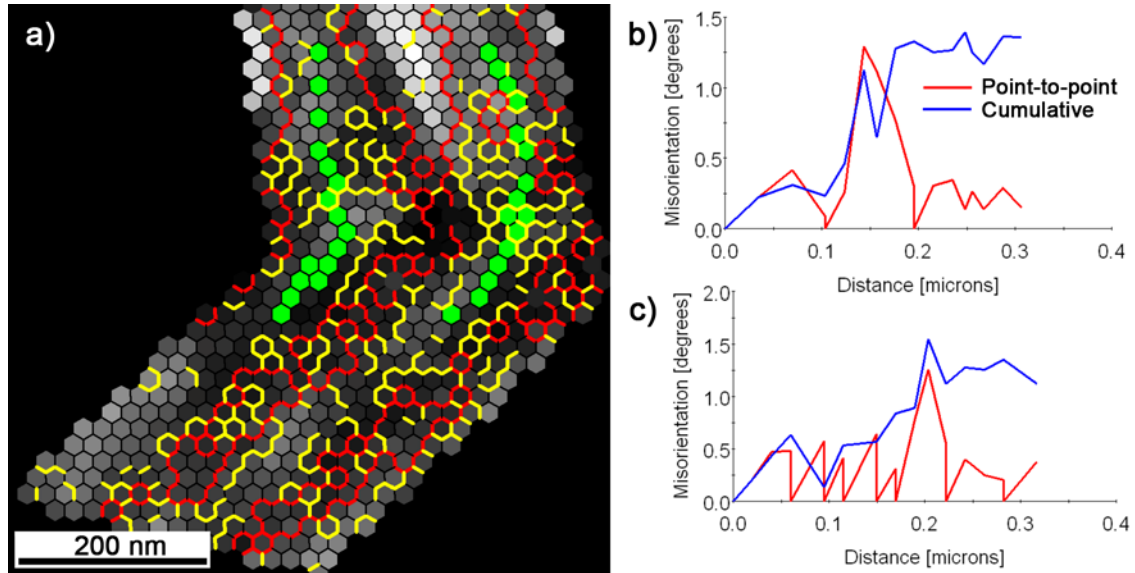 a)
200 nm
b)
Misorientation [degrees]
1.5
1.0
0.5
0.0
0.0 0.1 0.2 0.3 0.4
Distance [microns]
Point-to-point
Cumulative
c)
Misorientation [degrees]
2.0
1.5
1.0
0.5
0.0
0.0 0.1 0.2 0.3 0.4
Distance [microns]